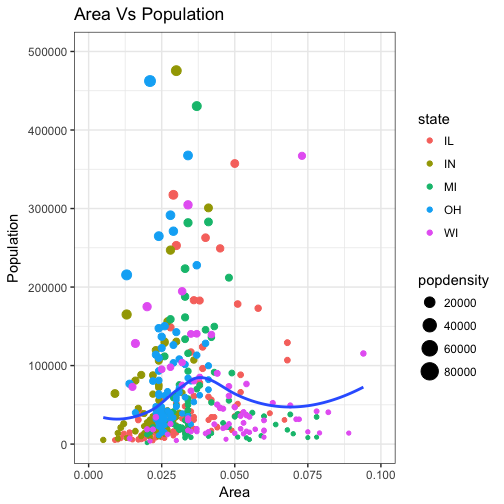 Area Vs Population
Population
500000
400000
300000
200000
100000
0
0.000
0.025
0.050
0.075
0.100
Area
state
IL
IN
MI
OH
WI
popdensity
20000
40000
60000
80000